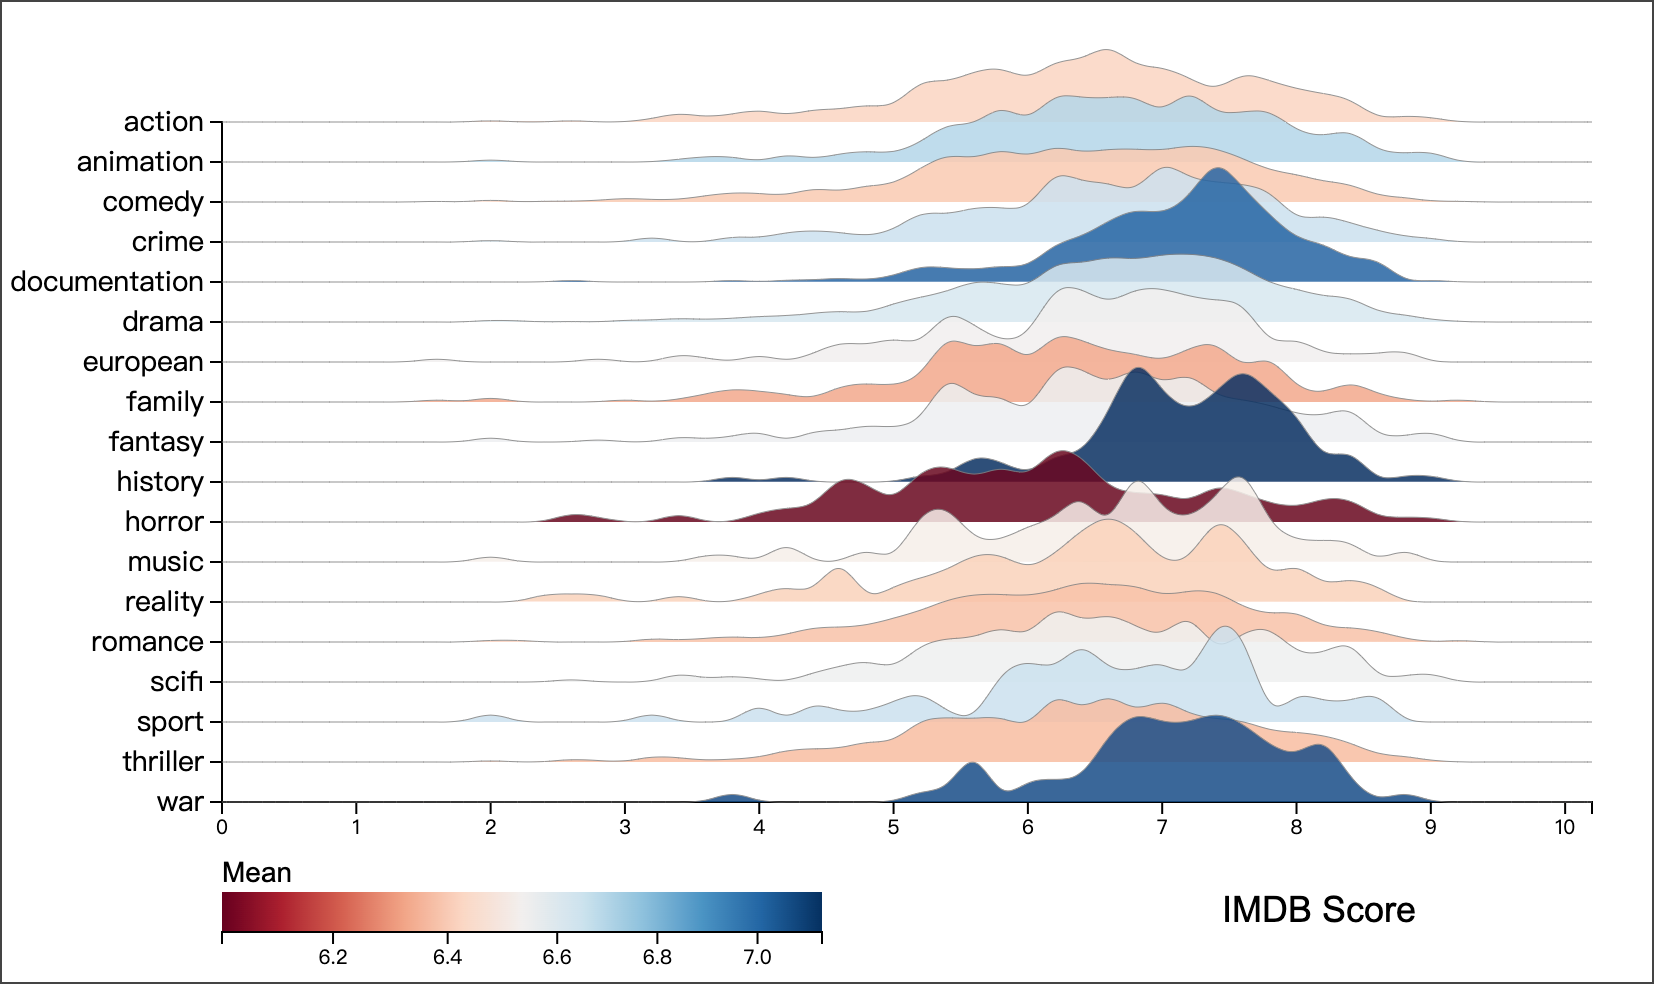 action
animation
comedy
crime
documentation
drama
european
family
fantasy
history
horror
music
reality
romance
scifi
sport
thriller
war
0 1 2 3 4 5 6 7 8 9 10
Mean
6.2 6.4 6.6 6.8 7.0
IMDB Score